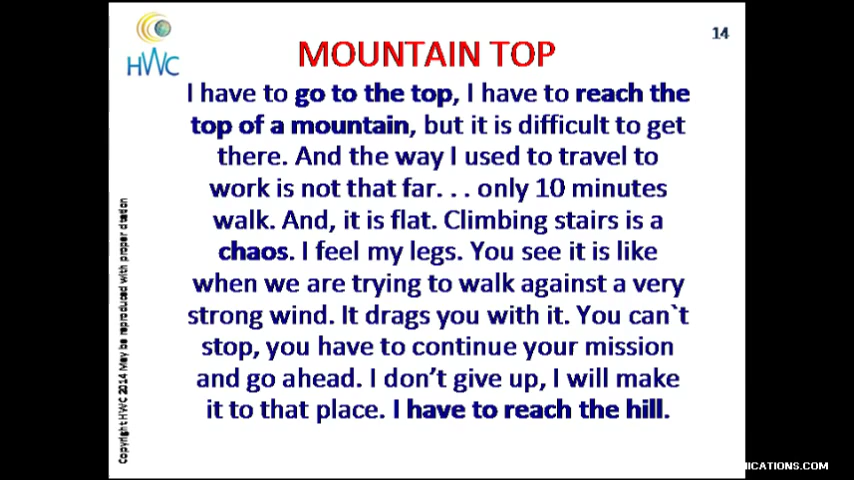 HWC
14
MOUNTAIN TOP
I have to go to the top, I have to reach the
top of a mountain, but it is difficult to get
there. And the way I used to travel to
work is not that far. . . only 10 minutes
walk. And, it is flat. Climbing stairs is a
chaos. I feel my legs. You see it is like
when we are trying to walk against a very
strong wind. It drags you with it. You can`t
stop, you have to continue your mission
and go ahead. I don’t give up, I will make
it to that place. I have to reach the hill.
Copyright HWC 2014 May be reproduced with proper citation
ICATIONS.COM